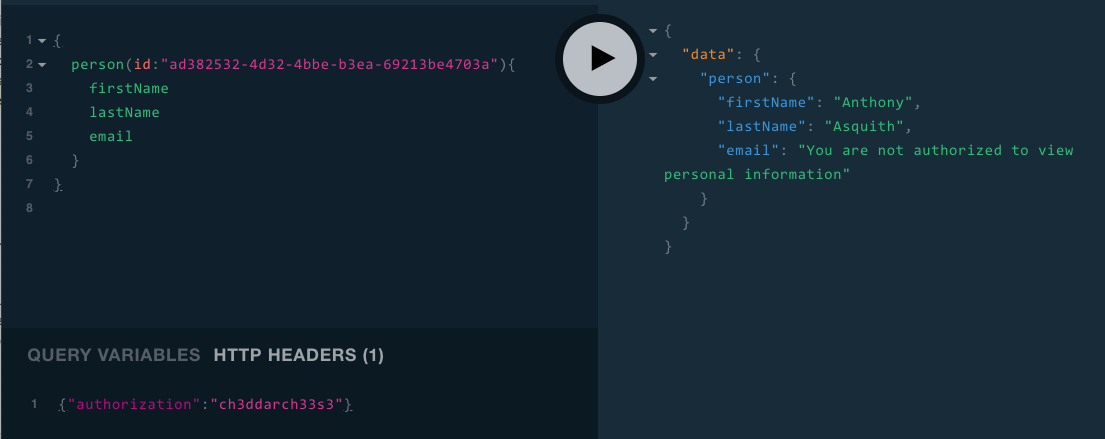 1 {
2 person(id:"ad382532-4d32-4bbe-b3ea-69213be4703a"){
3 firstName
4 lastName
5 email
6 }
7 }
8
{
"data": {
"person": {
"firstName": "Anthony",
"lastName": "Asquith",
"email": "You are not authorized to view
personal information"
}
}
}
QUERY VARIABLES HTTP HEADERS (1)
1 {"authorization":"ch3ddarch33s3"}